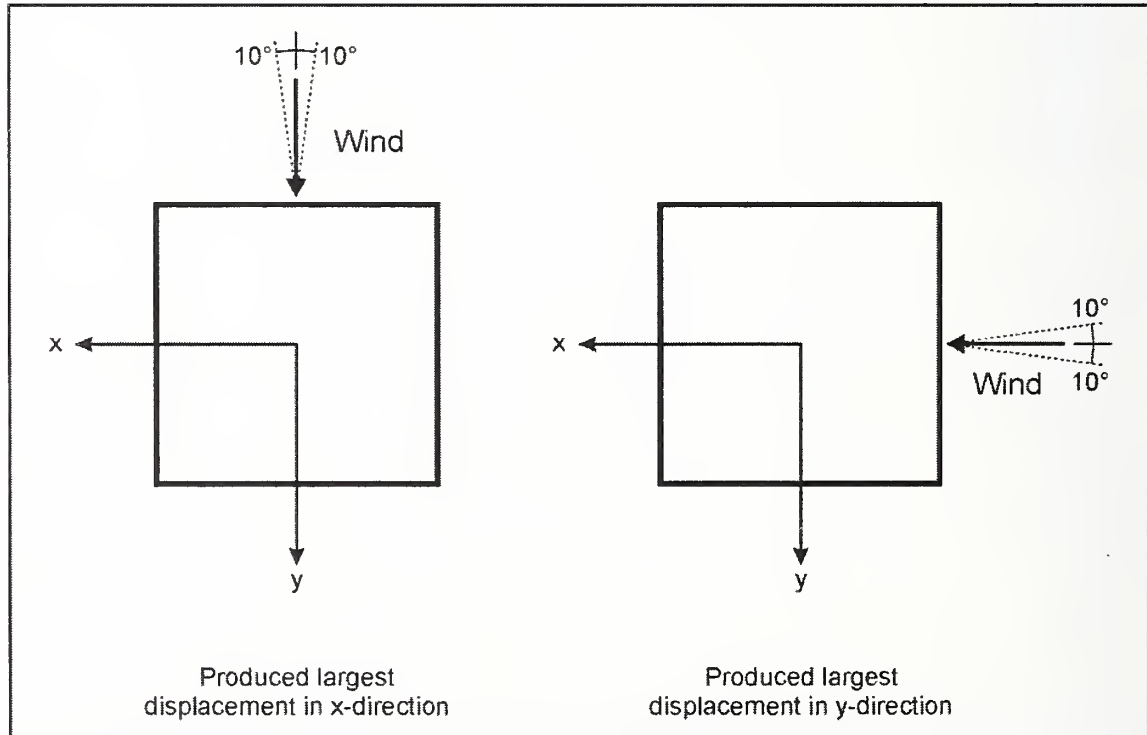 10° 10°
Wind
x
y
Produced largest
displacement in x-direction
10°
x
Wind 10°
y
Produced largest
displacement in y-direction